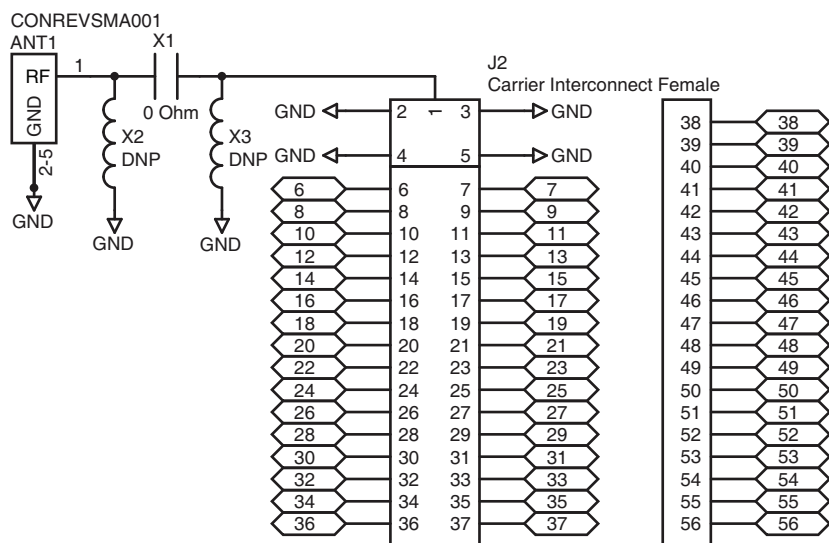 CONREVSMA001
ANT1
X1
RF
1
GND
2-5
GND
0 Ohm
X2
DNP
X3
DNP
GND
GND
J2
Carrier Interconnect Female
GND 2 1 3 GND
GND 4 5 GND
6 6 7 7
8 8 9 9
10 10 11 11
12 12 13 13
14 14 15 15
16 16 17 17
18 18 19 19
20 20 21 21
22 22 23 23
24 24 25 25
26 26 27 27
28 28 29 29
30 30 31 31
32 32 33 33
34 34 35 35
36 36 37 37
38 38
39 39
40 40
41 41
42 42
43 43
44 44
45 45
46 46
47 47
48 48
49 49
50 50
51 51
52 52
53 53
54 54
55 55
56 56